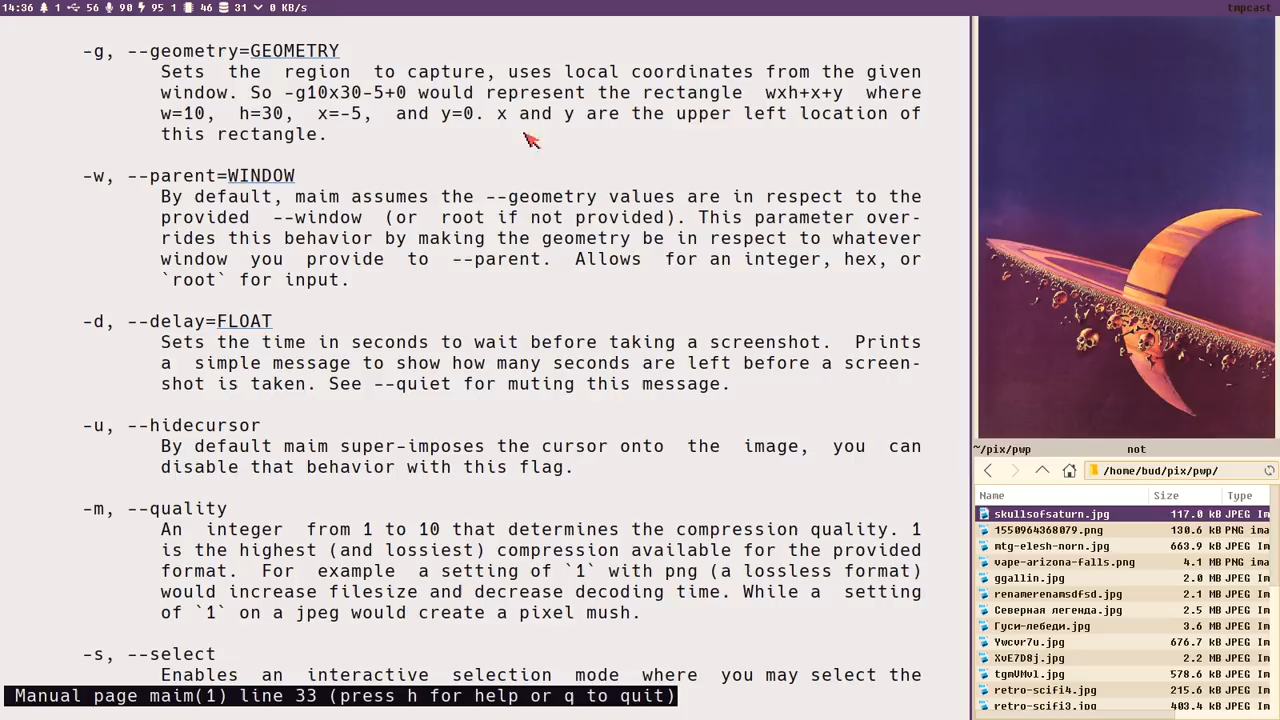 14:36 1 56 90 95 1 46 31 0 KB/s tmpcast
-g, --geometry=GEOMETRY
Sets the region to capture, uses local coordinates from the given
window. So -g10x30-5+0 would represent the rectangle wxh+x+y where
w=10, h=30, x=-5, and y=0. x and y are the upper left location of
this rectangle.
-w, --parent=WINDOW
By default, maim assumes the --geometry values are in respect to the
provided --window (or root if not provided). This parameter over-
rides this behavior by making the geometry be in respect to whatever
window you provide to --parent. Allows for an integer, hex, or
`root` for input.
-d, --delay=FLOAT
Sets the time in seconds to wait before taking a screenshot. Prints
a simple message to show how many seconds are left before a screen-
shot is taken. See --quiet for muting this message.
-u, --hidecursor
By default maim super-imposes the cursor onto the image, you can
disable that behavior with this flag.
-m, --quality
An integer from 1 to 10 that determines the compression quality. 1
is the highest (and lossiest) compression available for the provided
format. For example a setting of `1` with png (a lossless format)
would increase filesize and decrease decoding time. While a setting
of `1` on a jpeg would create a pixel mush.
-s, --select
Enables an interactive selection mode where you may select the
Manual page maim(1) line 33 (press h for help or q to quit)
~/pix/pwp not
/home/bud/pix/pwp/
Name Size Type
skullsofsaturn.jpg 117.0 kB JPEG Im
1550964368079.png 130.6 kB PNG ima
mtg-elesh-norn.jpg 663.9 kB JPEG Im
vape-arizona-falls.png 4.1 MB PNG ima
ggallin.jpg 2.0 MB JPEG Im
renamerenamsdfsd.jpg 2.1 MB JPEG Im
Северная легенда.jpg 2.5 MB JPEG Im
Гуси-лебеди.jpg 3.6 MB JPEG Im
Ywcvr7u.jpg 676.7 kB JPEG Im
XvE7D8j.jpg 2.2 MB JPEG Im
tgmVMvl.jpg 578.6 kB JPEG Im
retro-scifi4.jpg 215.6 kB JPEG Im
retro-scifi3.jpg 403.4 kB JPEG Im